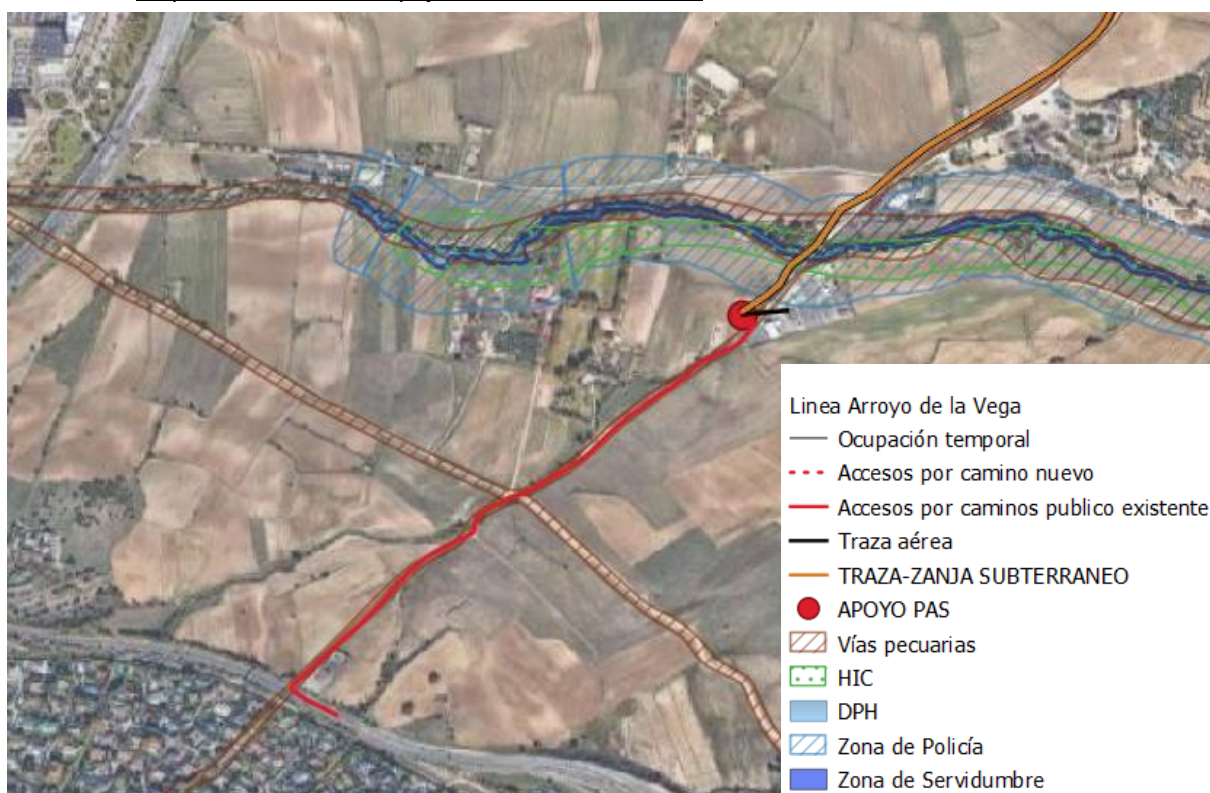 Linea Arroyo de la Vega
Ocupación temporal
Accesos por camino nuevo
Accesos por caminos publico existente
Traza aérea
TRAZA-ZANJA SUBTERRANEO
APOYO PAS
Vías pecuarias
HIC
DPH
Zona de Policía
Zona de Servidumbre